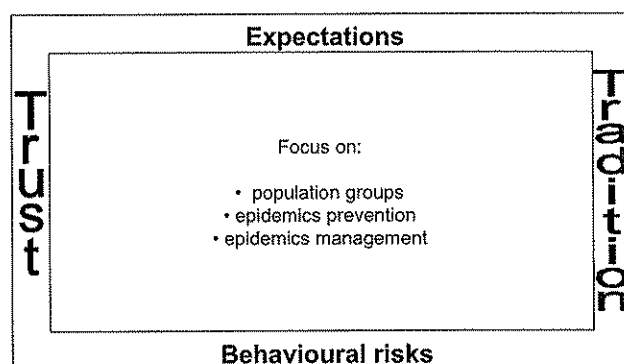 Expectations
Trust
Focus on:
• population groups
• epidemics prevention
• epidemics management
Tradition
Behavioural risks